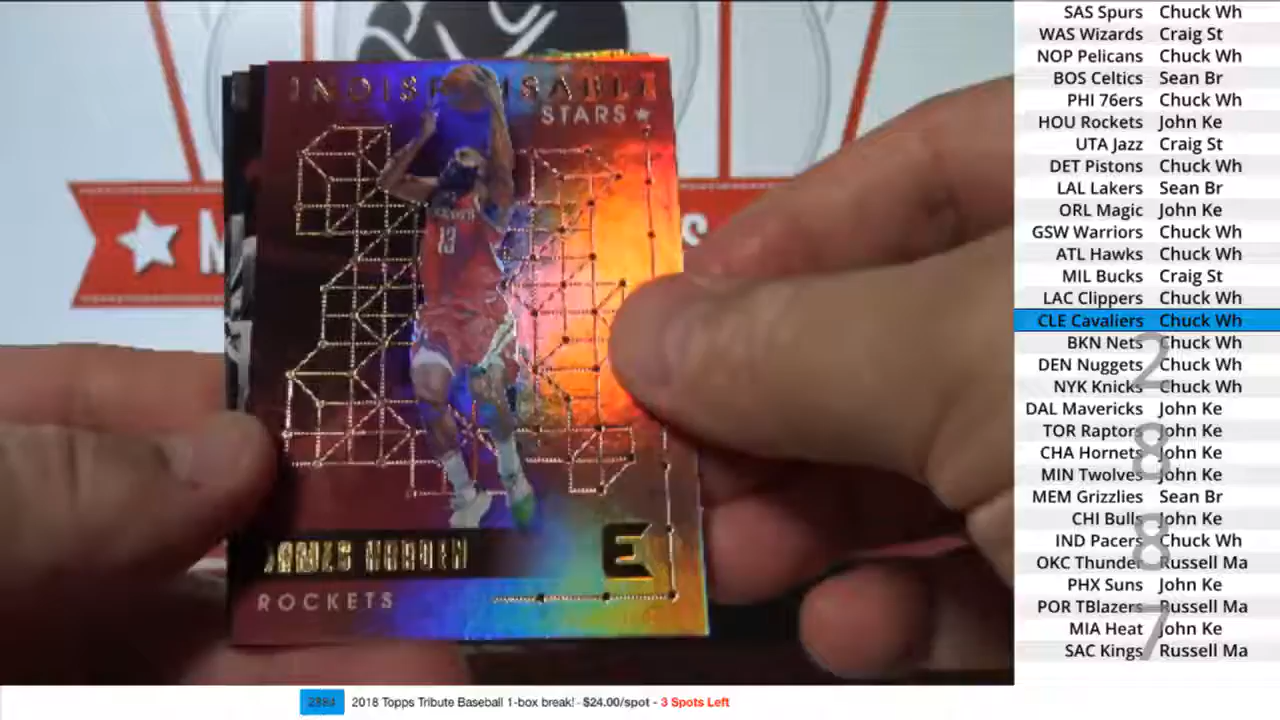 INDISPENSABLE
STARS
13
JAMES HARDEN
E
ROCKETS
M
S
SAS Spurs Chuck Wh
WAS Wizards Craig St
NOP Pelicans Chuck Wh
BOS Celtics Sean Br
PHI 76ers Chuck Wh
HOU Rockets John Ke
UTA Jazz Craig St
DET Pistons Chuck Wh
LAL Lakers Sean Br
ORL Magic John Ke
GSW Warriors Chuck Wh
ATL Hawks Chuck Wh
MIL Bucks Craig St
LAC Clippers Chuck Wh
CLE Cavaliers Chuck Wh
BKN Nets Chuck Wh
DEN Nuggets Chuck Wh
NYK Knicks Chuck Wh
DAL Mavericks John Ke
TOR Raptors John Ke
CHA Hornets John Ke
MIN Twolves John Ke
MEM Grizzlies Sean Br
CHI Bulls John Ke
IND Pacers Chuck Wh
OKC Thunder Russell Ma
PHX Suns John Ke
POR TBlazers Russell Ma
MIA Heat John Ke
SAC Kings Russell Ma
2
8
8
7
2018 Topps Tribute Baseball 1-box break! - $24.00/spot - 3 Spots Left